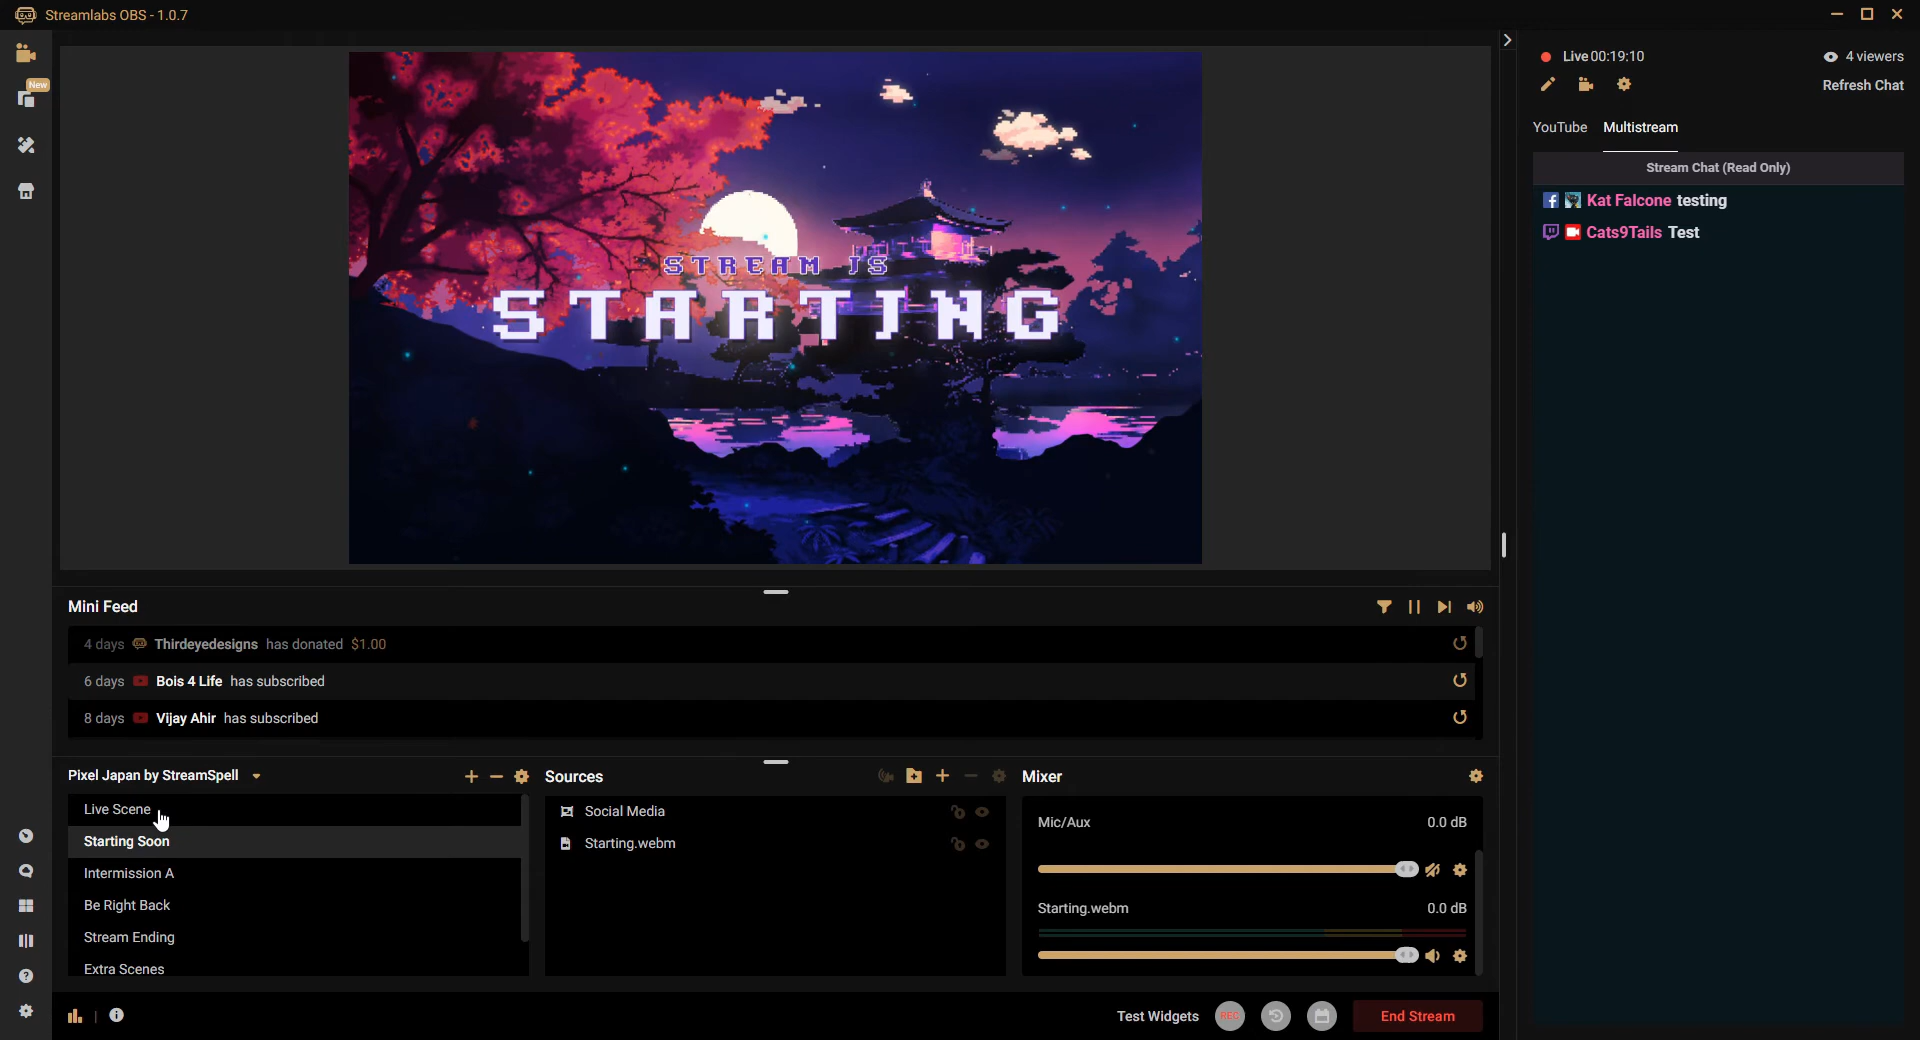 Streamlabs OBS - 1.0.7
New
STREAM IS
STARTING
Live 00:19:10
4 viewers
Refresh Chat
YouTube
Multistream
Stream Chat (Read Only)
Kat Falcone testing
Cats9Tails Test
Mini Feed
4 days Thirdeyedesigns has donated $1.00
6 days Bois 4 Life has subscribed
8 days Vijay Ahir has subscribed
Pixel Japan by StreamSpell
Live Scene
Starting Soon
Intermission A
Be Right Back
Stream Ending
Extra Scenes
Sources
Social Media
Starting.webm
Mixer
Mic/Aux 0.0 dB
Starting.webm 0.0 dB
Test Widgets
REC
End Stream